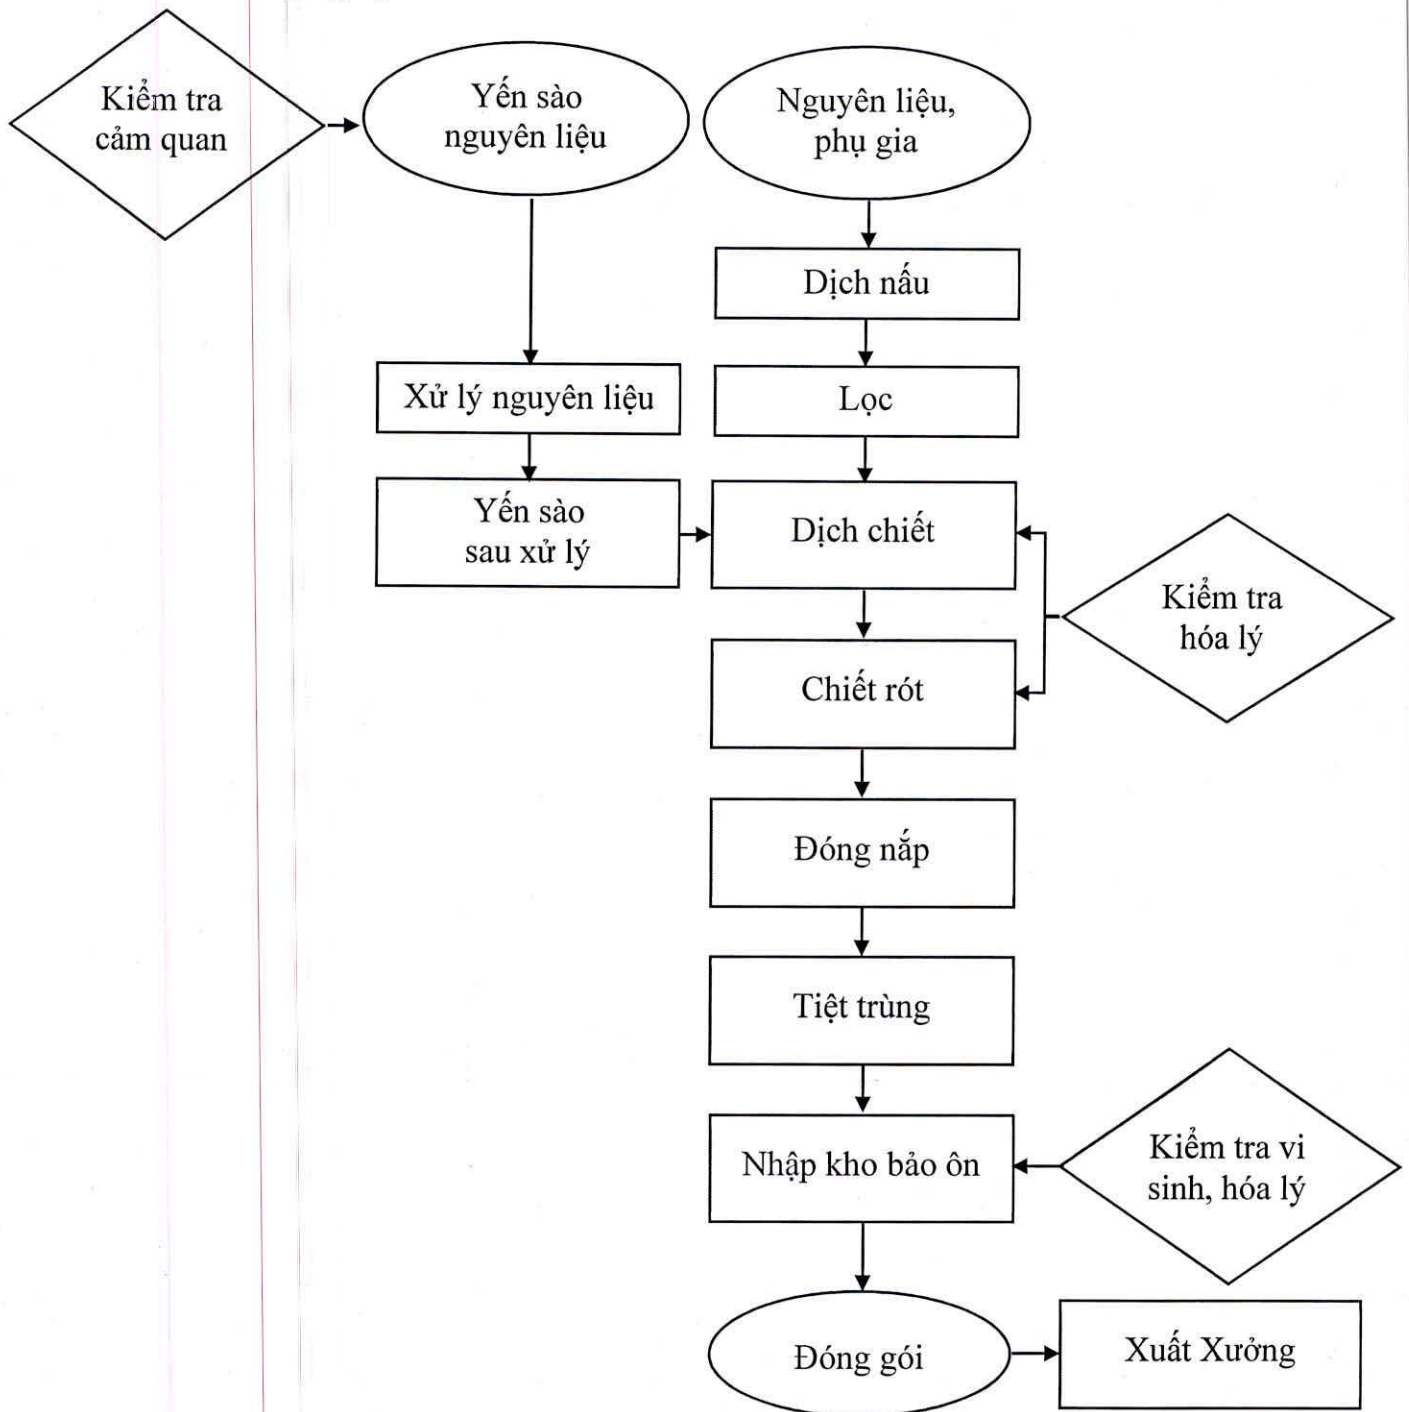 Kiểm tra
cảm quan
Yến sào
nguyên liệu
Nguyên liệu,
phụ gia
Dịch nấu
Xử lý nguyên liệu
Lọc
Yến sào
sau xử lý
Dịch chiết
Kiểm tra
hóa lý
Chiết rót
Đóng nắp
Tiệt trùng
Nhập kho bảo ôn
Kiểm tra vi
sinh, hóa lý
Đóng gói
Xuất Xưởng